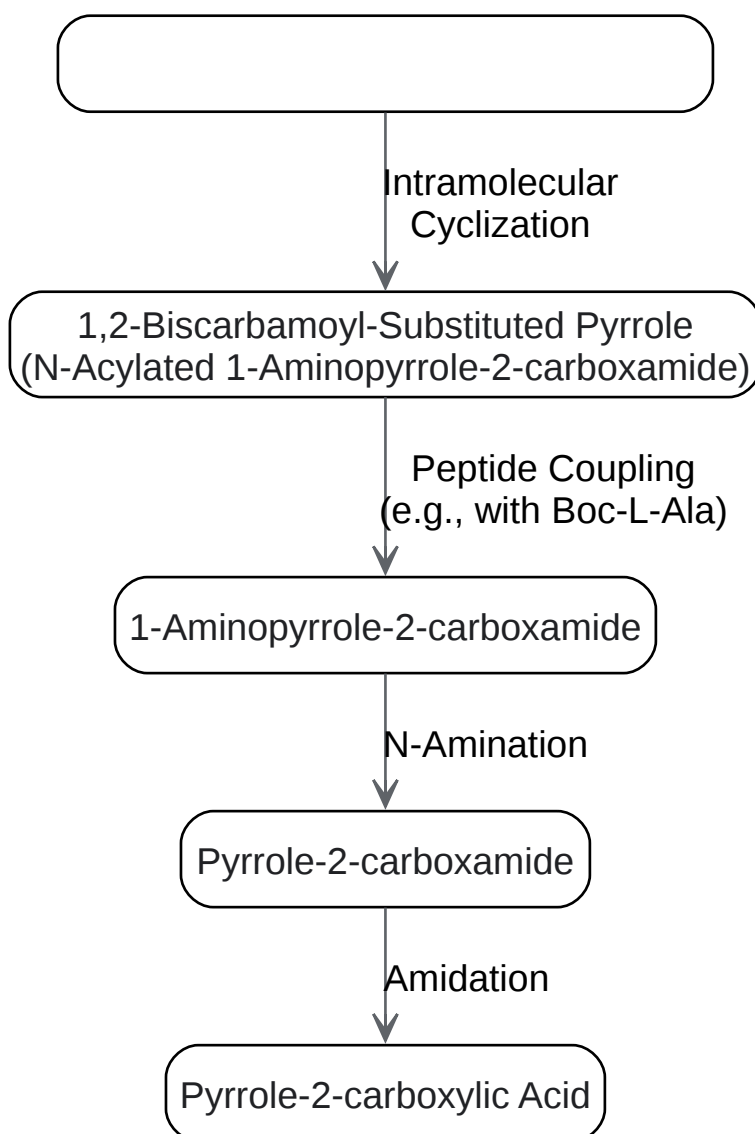 Intramolecular
Cyclization
1,2-Biscarbamoyl-Substituted Pyrrole
(N-Acylated 1-Aminopyrrole-2-carboxamide)
Peptide Coupling
(e.g., with Boc-L-Ala)
1-Aminopyrrole-2-carboxamide
N-Amination
Pyrrole-2-carboxamide
Amidation
Pyrrole-2-carboxylic Acid